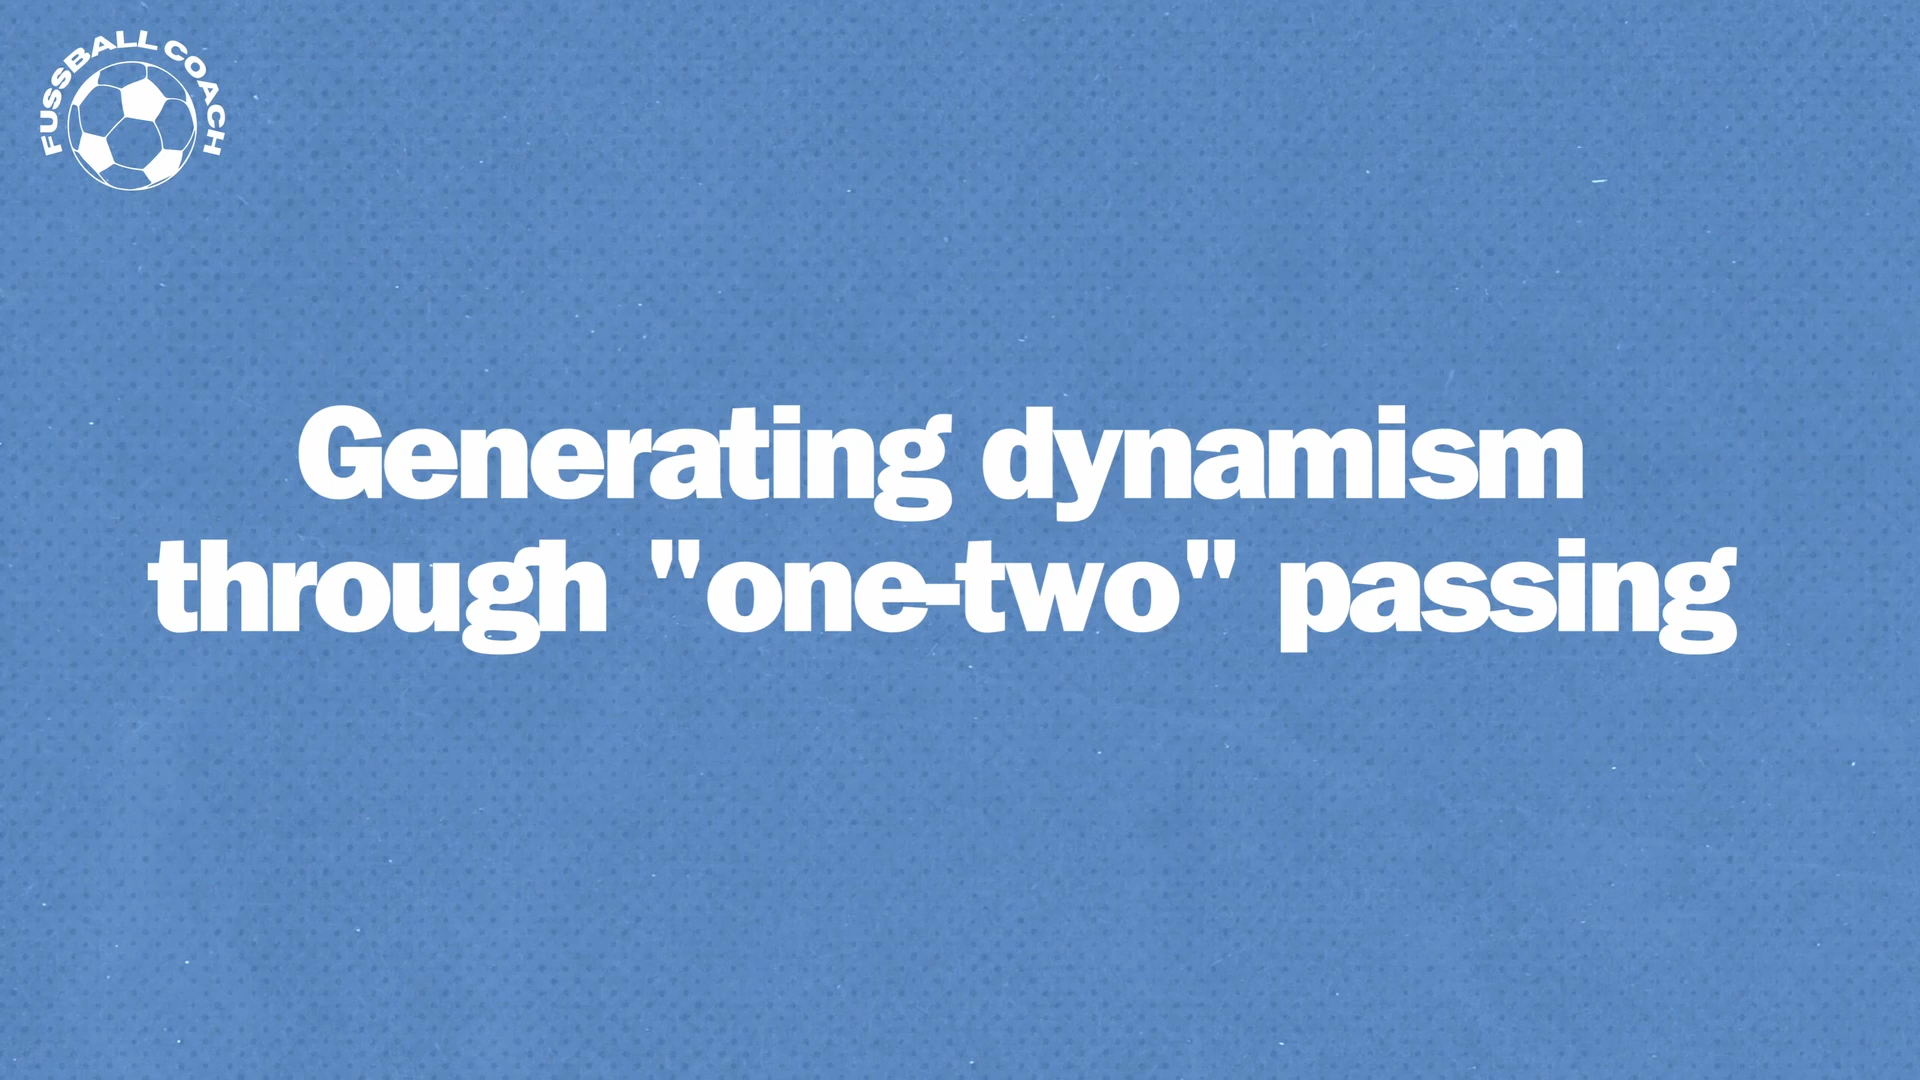 FUSSBALL COACH
Generating dynamism
through "one-two" passing